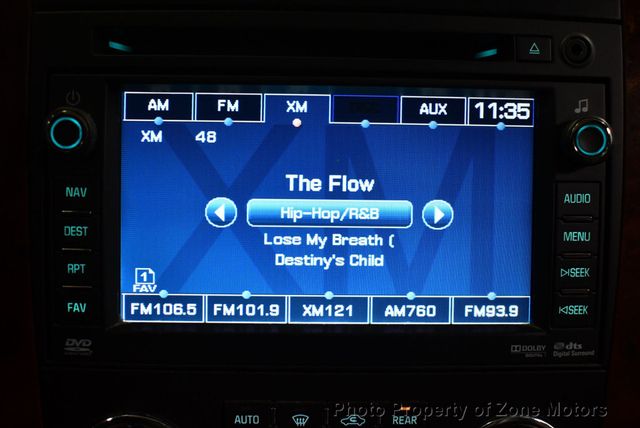 AM FM XM AUX 11:35
XM 48
The Flow
Hip-Hop/R&B
Lose My Breath (
Destiny's Child
1
FAV
FM106.5 FM101.9 XM121 AM760 FM93.9
NAV
DEST
RPT
FAV
AUDIO
MENU
SEEK
SEEK
DVD
DOLBY
DIGITAL
dts
Digital Surround
AUTO REAR
Photo Property of Zone Motors